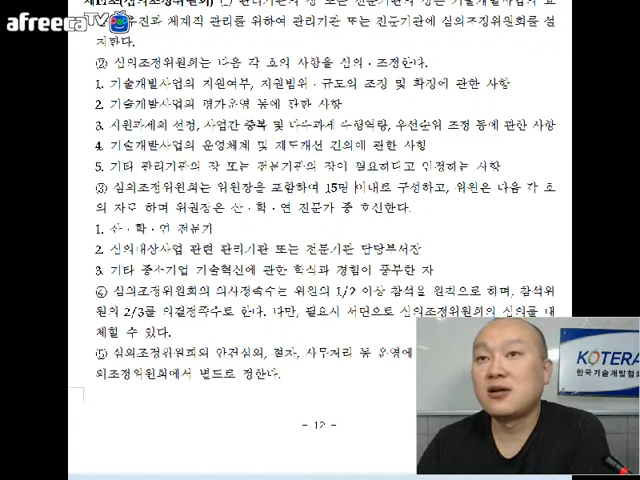 제12조(심의조정위원회) ① 관리기관의 장 또는 전문기관의 장은 기술개발사업의 효
추진과 체계적 관리를 위하여 관리기관 또는 전문기관에 심의조정위원회를 설
치한다.
② 심의조정위원회는 다음 각 호의 사항을 심의·조정한다.
1. 기술개발사업의 지원여부, 지원범위·규모의 조정 및 확정에 관한 사항
2. 기술개발사업의 평가운영 등에 관한 사항
3. 지원과제의 선정, 사업간 중복 및 다수과제 수행역량, 우선순위 조정 등에 관한 사항
4. 기술개발사업의 운영체계 및 제도개선 건의에 관한 사항
5. 기타 관리기관의 장 또는 전문기관의 장이 필요하다고 인정하는 사항
③ 심의조정위원회는 위원장을 포함하여 15명 이내로 구성하고, 위원은 다음 각 호
의 자로 하며 위원장은 산·학·연 전문가 중 호선한다.
1. 산·학·연 전문가
2. 심의대상사업 관련 관리기관 또는 전문기관 담당부서장
3. 기타 중소기업 기술혁신에 관한 학식과 경험이 풍부한 자
④ 심의조정위원회의 의사정족수는 위원의 1/2 이상 참석을 원칙으로 하며, 참석위
원의 2/3를 의결정족수로 한다. 다만, 필요시 서면으로 심의조정위원회의 심의를 대
체할 수 있다.
⑤ 심의조정위원회의 안건심의, 절차, 사무처리 등 운영에
의조정위원회에서 별도로 정한다.
- 12 -
afreecaTV
KOTERA
한국기술개발협회